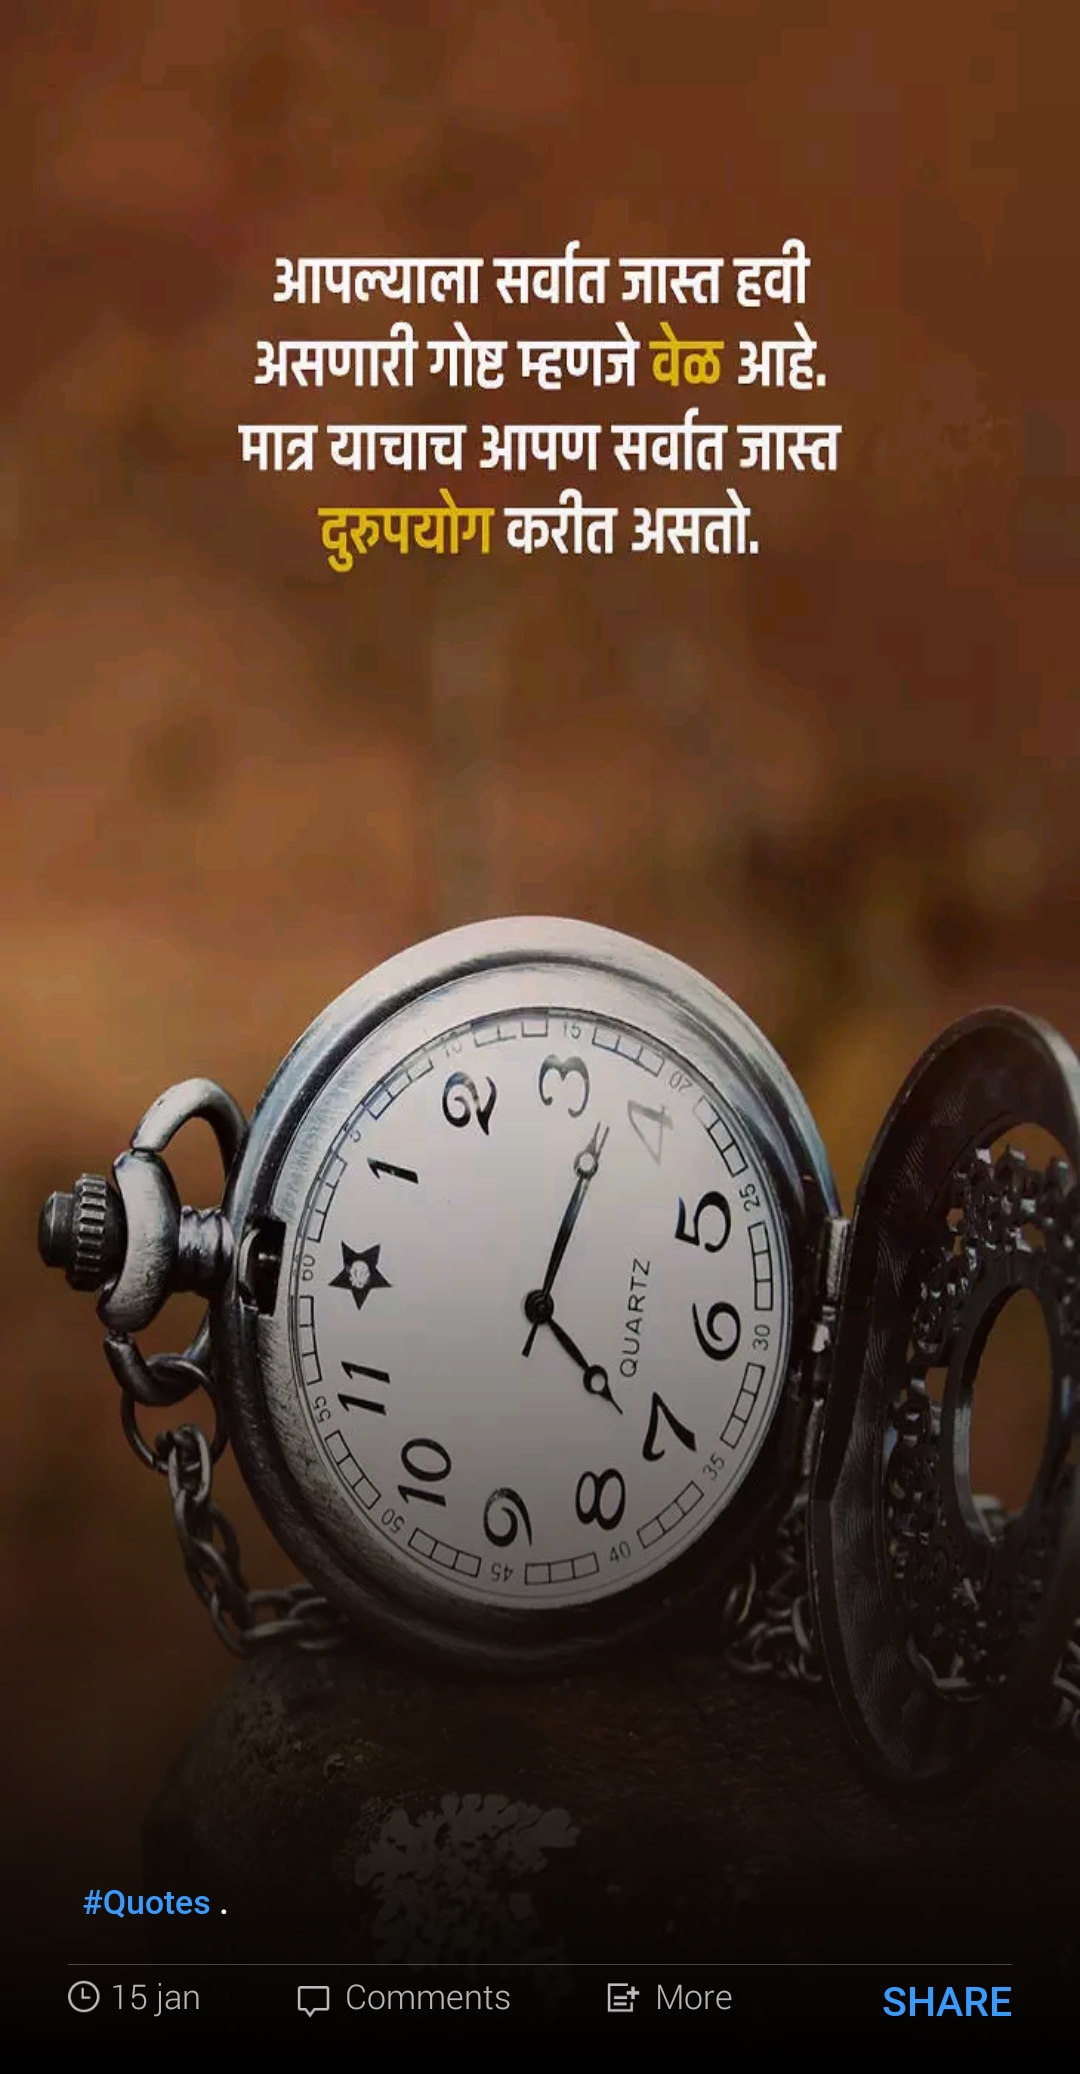 आपल्याला सर्वात जास्त हवी
असणारी गोष्ट म्हणजे वेळ आहे.
मात्र याचाच आपण सर्वात जास्त
दुरुपयोग करीत असतो.
1
2
3
4
5
6
7
8
9
10
11
5
10
15
20
25
30
35
40
45
50
55
60
QUARTZ
#Quotes .
15 jan
Comments
More
SHARE